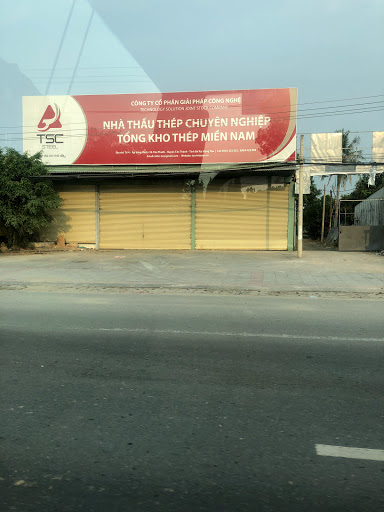 CÔNG TY CỔ PHẦN GIẢI PHÁP CÔNG NGHỆ
TECHNOLOGY SOLUTION JOINT STOCK COMPANY
TSC
STEEL
NHÀ THẦU THÉP CHUYÊN NGHIỆP
TỔNG KHO THÉP MIỀN NAM